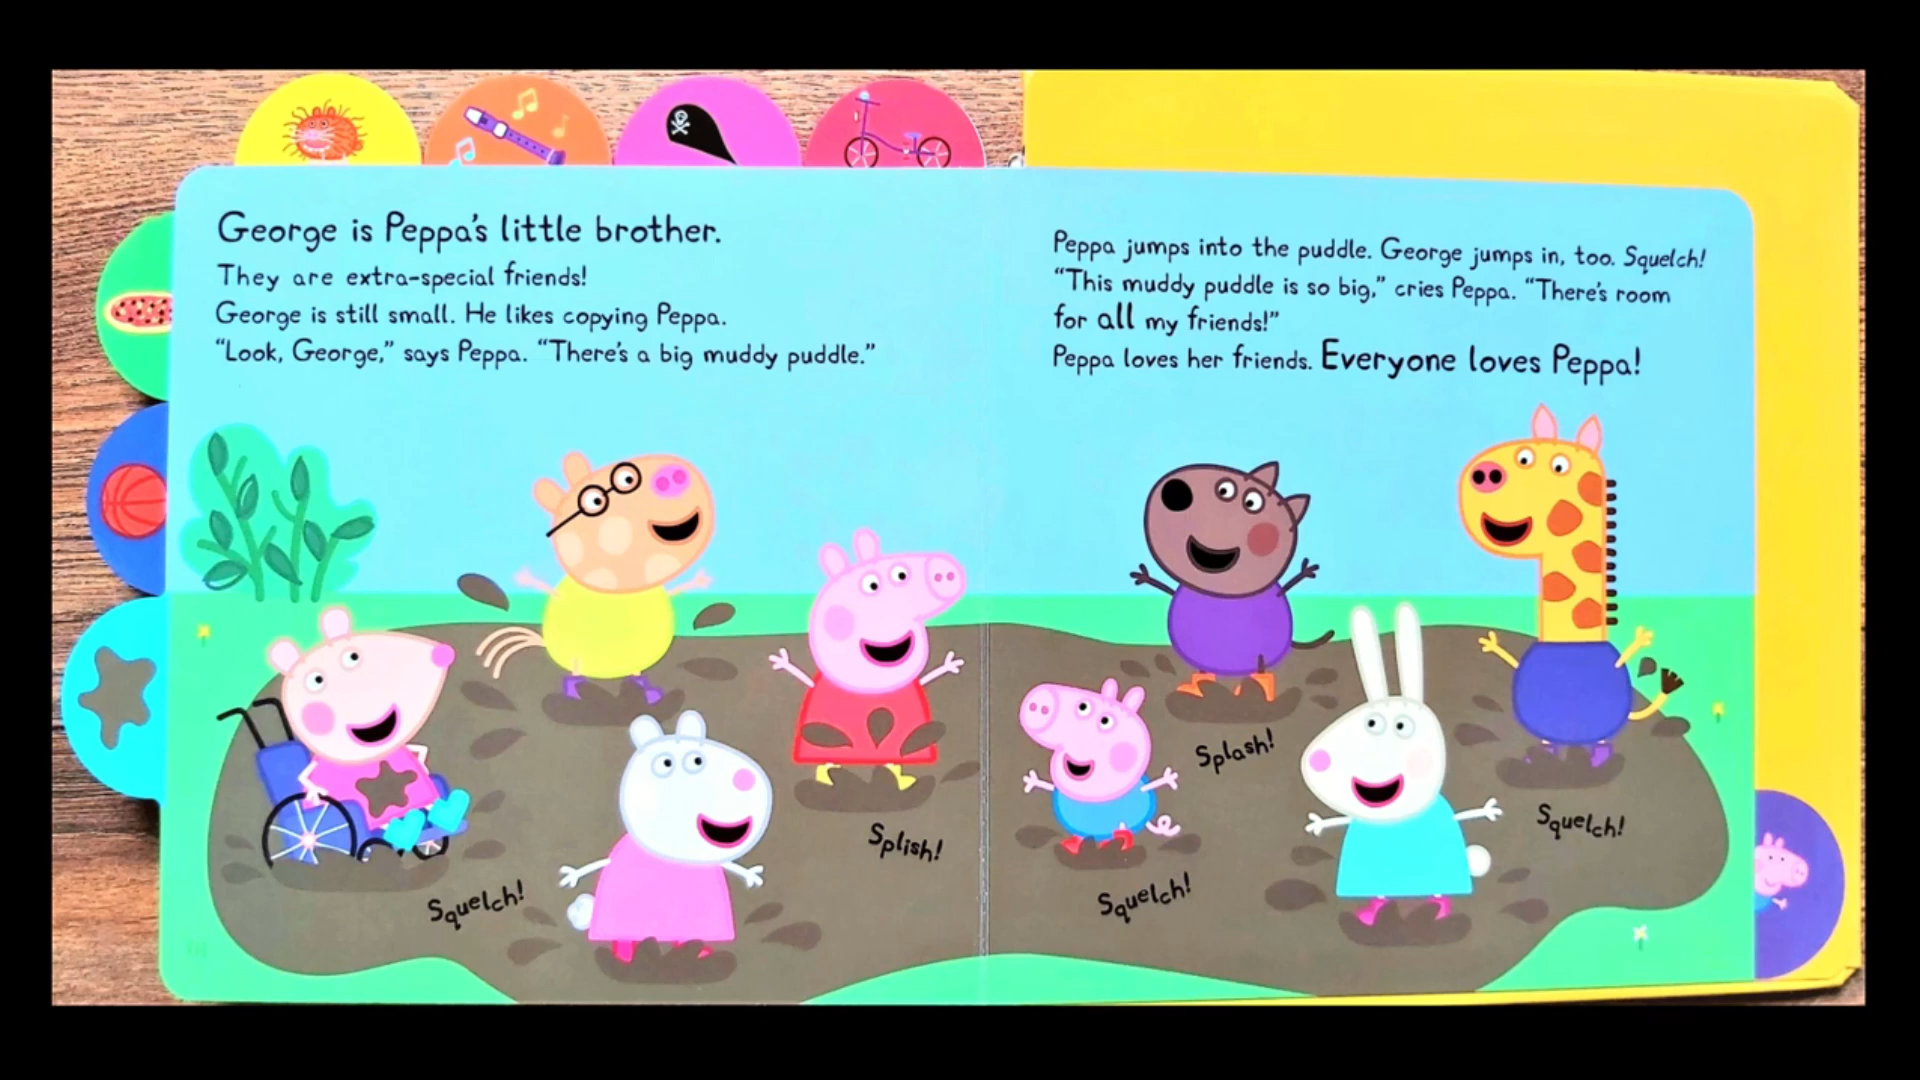 George is Peppa's little brother.
They are extra-special friends!
George is still small. He likes copying Peppa.
“Look, George,” says Peppa. “There's a big muddy puddle.”
Peppa jumps into the puddle. George jumps in, too. Squelch!
“This muddy puddle is so big,” cries Peppa. “There's room
for all my friends!”
Peppa loves her friends. Everyone loves Peppa!
Splash!
Squelch!
Splish!
Squelch!
Squelch!